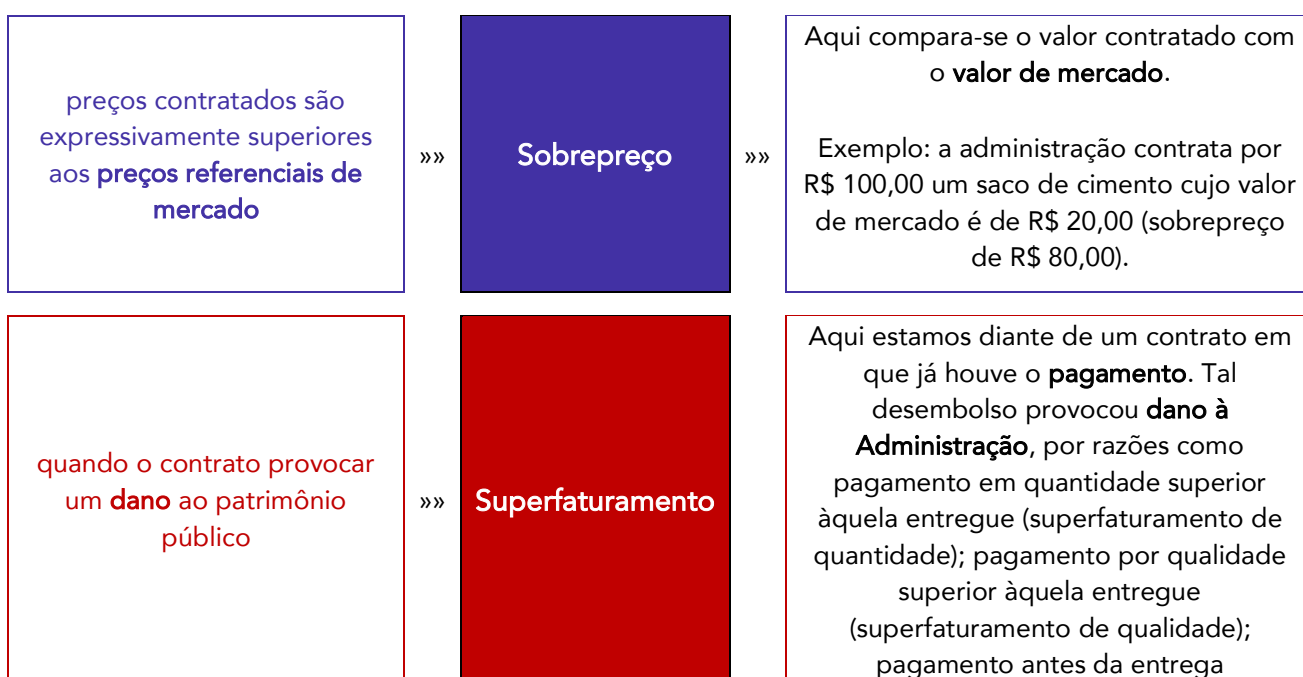 preços contratados são
expressivamente superiores
aos preços referenciais de
mercado
»»
Sobrepreço
»»
Aqui compara-se o valor contratado com
o valor de mercado.
Exemplo: a administração contrata por
R$ 100,00 um saco de cimento cujo valor
de mercado é de R$ 20,00 (sobrepreço
de R$ 80,00).
quando o contrato provocar
um dano ao patrimônio
público
»»
Superfaturamento
Aqui estamos diante de um contrato em
que já houve o pagamento. Tal
desembolso provocou dano à
Administração, por razões como
pagamento em quantidade superior
àquela entregue (superfaturamento de
quantidade); pagamento por qualidade
superior àquela entregue
(superfaturamento de qualidade);
pagamento antes da entrega